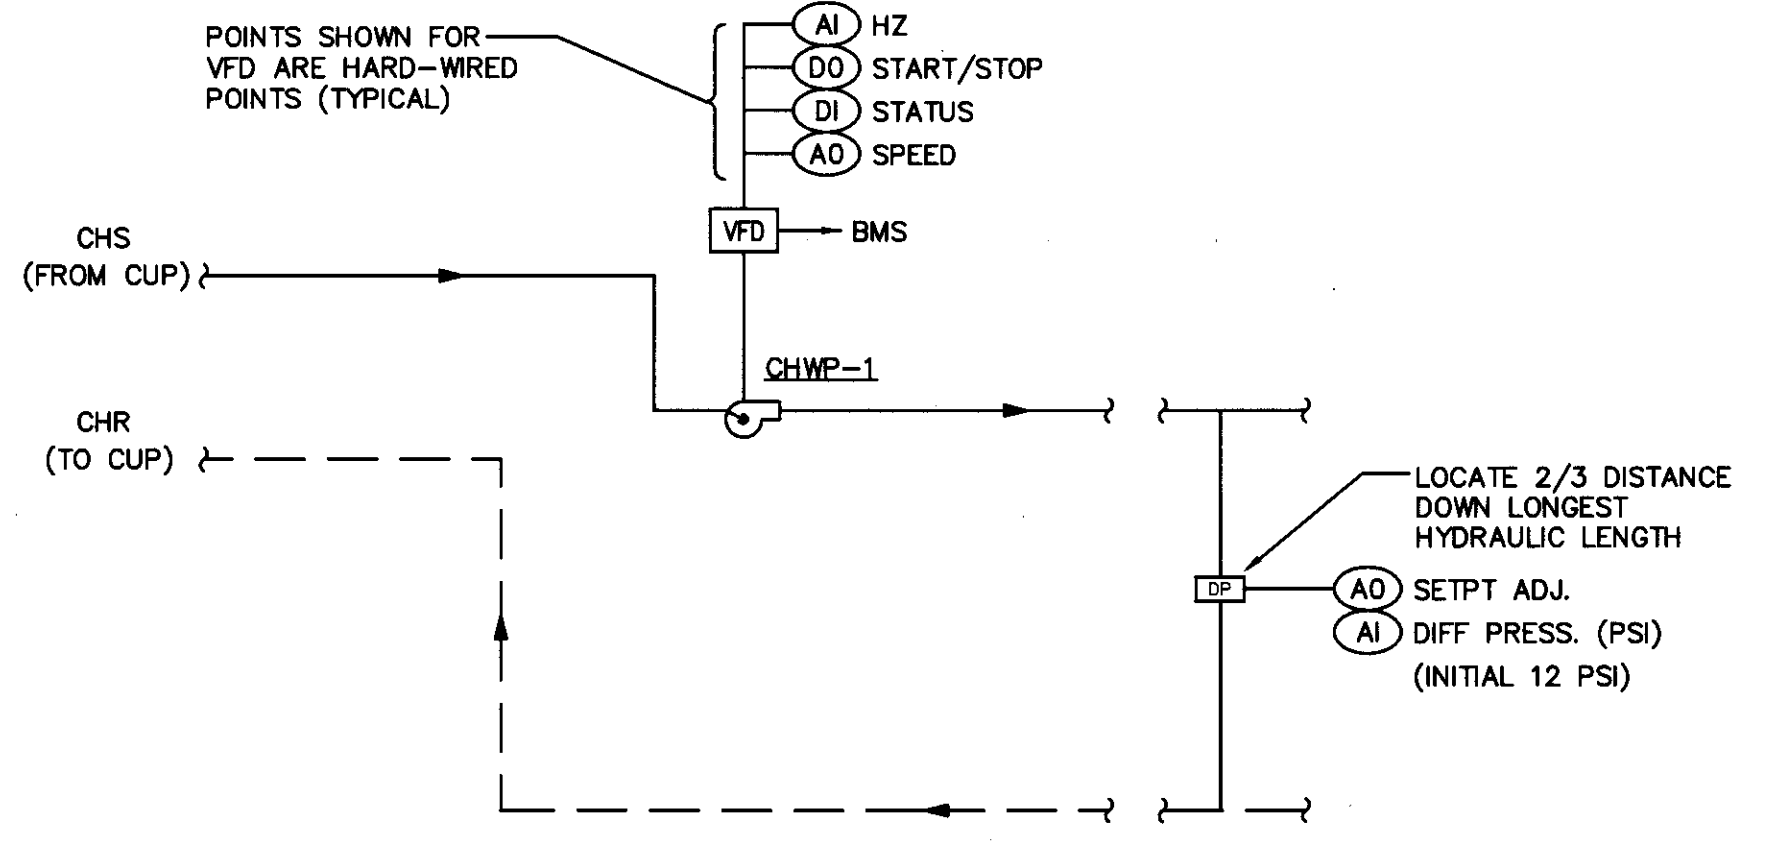 POINTS SHOWN FOR
VFD ARE HARD-WIRED
POINTS (TYPICAL)
AI HZ
DO START/STOP
DI STATUS
AO SPEED
VFD BMS
CHS
(FROM CUP)
CHWP-1
CHR
(TO CUP)
LOCATE 2/3 DISTANCE
DOWN LONGEST
HYDRAULIC LENGTH
DP AO SETPT ADJ.
AI DIFF PRESS. (PSI)
(INITIAL 12 PSI)